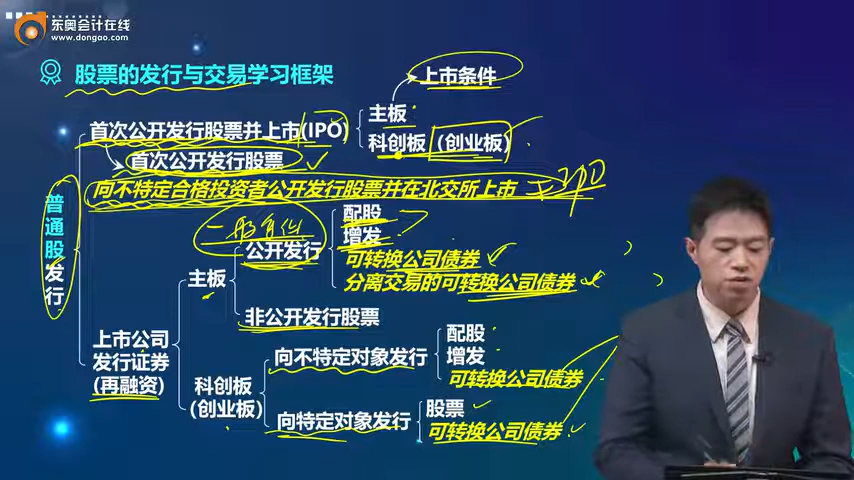 东奥会计在线
www.dongao.com
股票的发行与交易学习框架
上市条件
首次公开发行股票并上市(IPO)
主板
科创板(创业板)
首次公开发行股票
向不特定合格投资者公开发行股票并在北交所上市
IPO
普通股发行
上市公司
发行证券
(再融资)
主板
一般条件
公开发行
配股
增发
可转换公司债券
分离交易的可转换公司债券
非公开发行股票
科创板
(创业板)
向不特定对象发行
配股
增发
可转换公司债券
向特定对象发行
股票
可转换公司债券